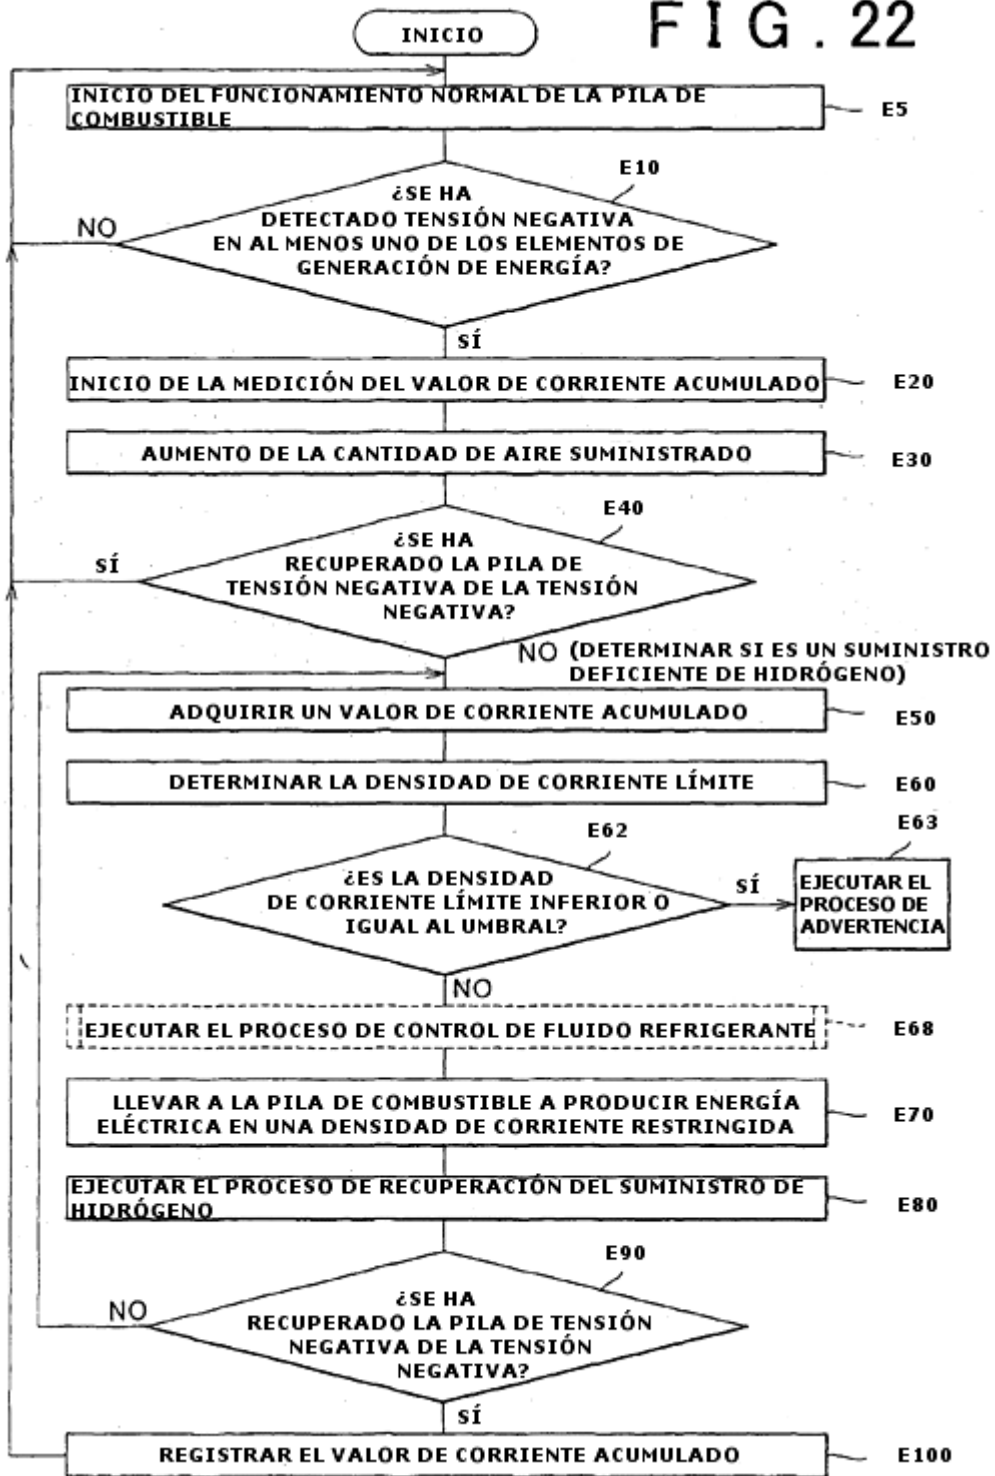 FIG. 22
INICIO
INICIO DEL FUNCIONAMIENTO NORMAL DE LA PILA DE
COMBUSTIBLE
E5
E10
¿SE HA
DETECTADO TENSIÓN NEGATIVA
EN AL MENOS UNO DE LOS ELEMENTOS DE
GENERACIÓN DE ENERGÍA?
NO
SÍ
INICIO DE LA MEDICIÓN DEL VALOR DE CORRIENTE ACUMULADO
E20
AUMENTO DE LA CANTIDAD DE AIRE SUMINISTRADO
E30
E40
¿SE HA
RECUPERADO LA PILA DE
TENSIÓN NEGATIVA DE LA TENSIÓN
NEGATIVA?
SÍ
NO (DETERMINAR SI ES UN SUMINISTRO
DEFICIENTE DE HIDRÓGENO)
ADQUIRIR UN VALOR DE CORRIENTE ACUMULADO
E50
DETERMINAR LA DENSIDAD DE CORRIENTE LÍMITE
E60
E62
¿ES LA DENSIDAD
DE CORRIENTE LÍMITE INFERIOR O
IGUAL AL UMBRAL?
SÍ
E63
EJECUTAR EL
PROCESO DE
ADVERTENCIA
NO
EJECUTAR EL PROCESO DE CONTROL DE FLUIDO REFRIGERANTE
E68
LLEVAR A LA PILA DE COMBUSTIBLE A PRODUCIR ENERGÍA
ELÉCTRICA EN UNA DENSIDAD DE CORRIENTE RESTRINGIDA
E70
EJECUTAR EL PROCESO DE RECUPERACIÓN DEL SUMINISTRO DE
HIDRÓGENO
E80
E90
¿SE HA
RECUPERADO LA PILA DE TENSIÓN
NEGATIVA DE LA TENSIÓN
NEGATIVA?
NO
SÍ
REGISTRAR EL VALOR DE CORRIENTE ACUMULADO
E100